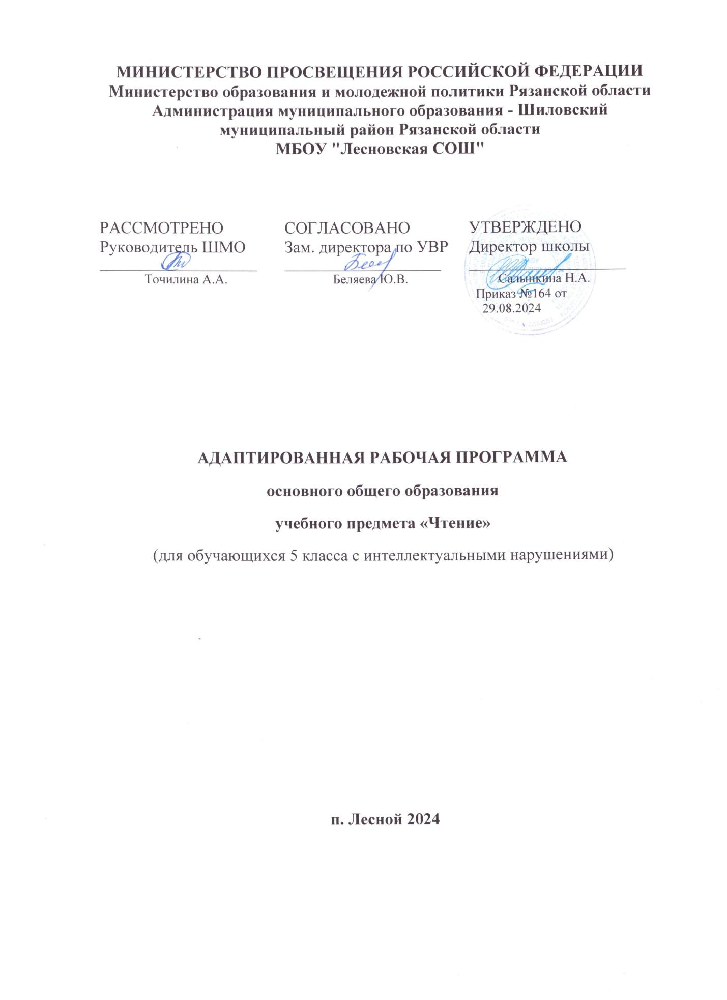 МИНИСТЕРСТВО ПРОСВЕЩЕНИЯ РОССИЙСКОЙ ФЕДЕРАЦИИ
Министерство образования и молодежной политики Рязанской области
Администрация муниципального образования - Шиловский
муниципальный район Рязанской области
МБОУ "Лесновская СОШ"
РАССМОТРЕНО
Руководитель ШМО
Точилина А.А.
СОГЛАСОВАНО
Зам. директора по УВР
Беляева Ю.В.
УТВЕРЖДЕНО
Директор школы
Салынкина Н.А.
Приказ №164 от
29.08.2024
АДАПТИРОВАННАЯ РАБОЧАЯ ПРОГРАММА
основного общего образования
учебного предмета «Чтение»
(для обучающихся 5 класса с интеллектуальными нарушениями)
п. Лесной 2024